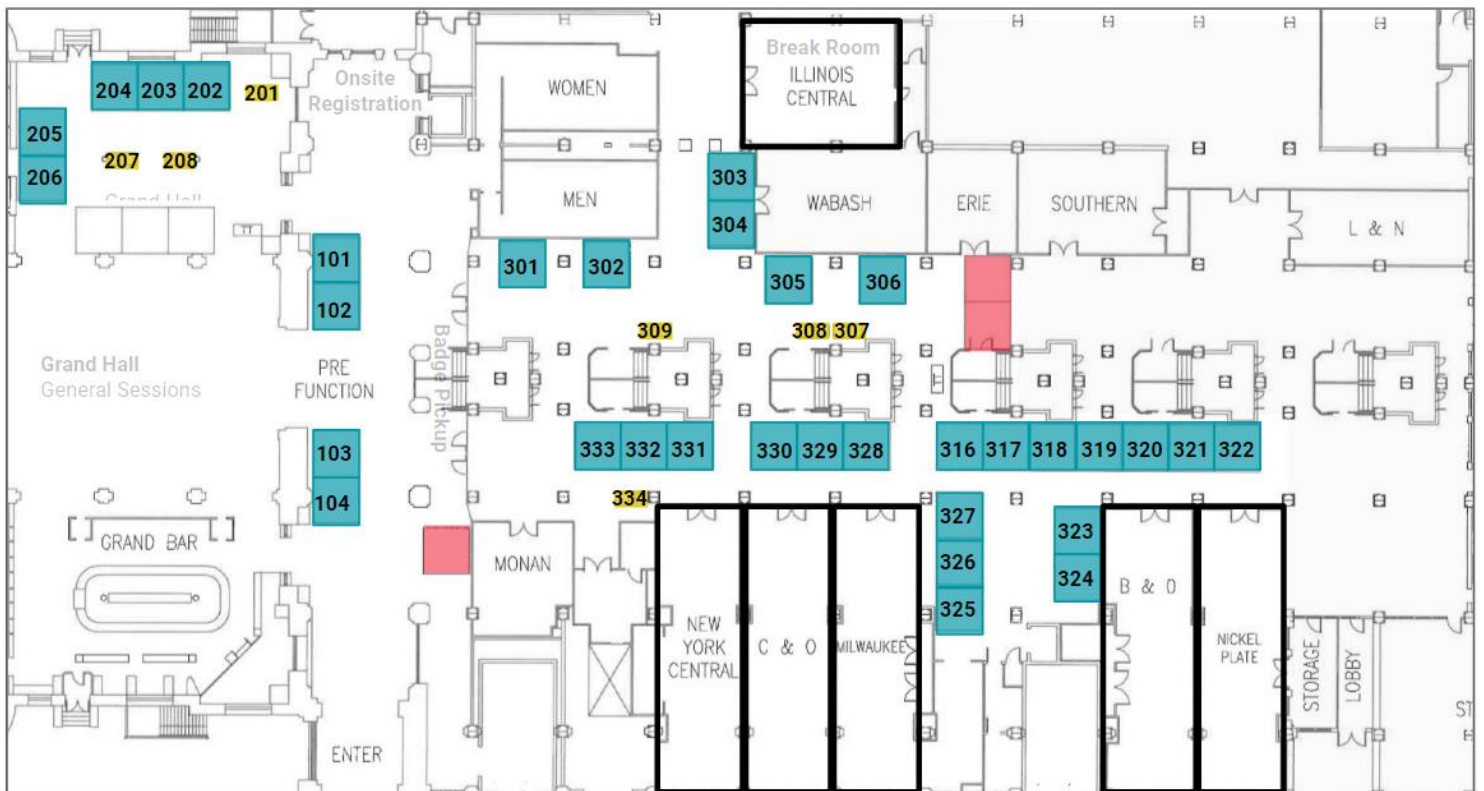 Break Room
ILLINOIS
CENTRAL
Onsite
Registration
WOMEN
204 203 202
201
205
206
207
208
MEN
303
304
WABASH
ERIE
SOUTHERN
L & N
101
102
301
302
305
306
309
308
307
Grand Hall
General Sessions
PRE
FUNCTION
Badge Pickup
103
104
333 332 331
330 329 328
316 317 318 319 320 321 322
334
327
326
325
323
324
GRAND BAR
MONAN
NEW
YORK
CENTRAL
C & O
MILWAUKEE
B & O
NICKEL
PLATE
STORAGE
LOBBY
ST
ENTER